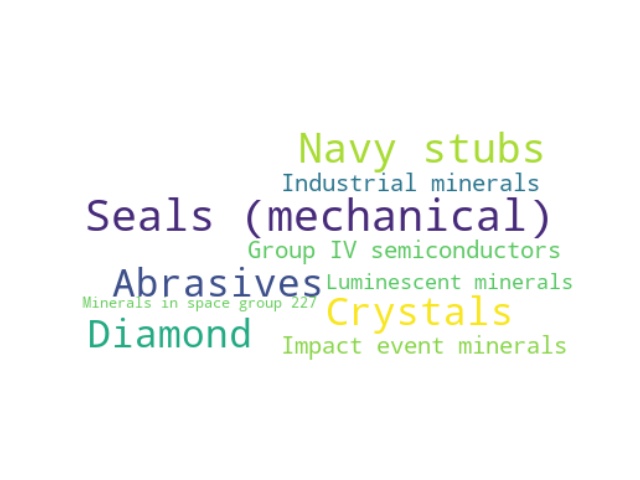 Navy stubs
Industrial minerals
Seals (mechanical)
Group IV semiconductors
Abrasives
Luminescent minerals
Minerals in space group 227
Crystals
Diamond
Impact event minerals